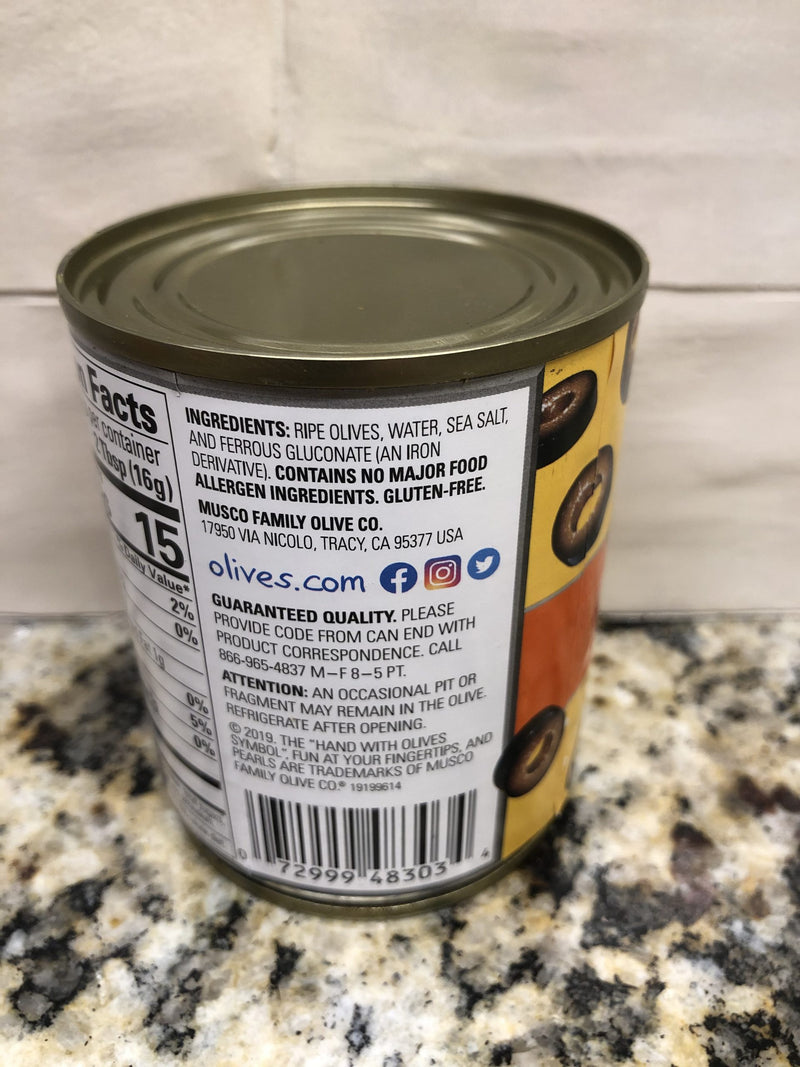 Facts
container
2 Tbsp (16g)
15
Daily Value*
2%
0%
1g
0%
5%
0%
INGREDIENTS: RIPE OLIVES, WATER, SEA SALT,
AND FERROUS GLUCONATE (AN IRON
DERIVATIVE). CONTAINS NO MAJOR FOOD
ALLERGEN INGREDIENTS. GLUTEN-FREE.
MUSCO FAMILY OLIVE CO.
17950 VIA NICOLO, TRACY, CA 95377 USA
olives.com
GUARANTEED QUALITY. PLEASE
PROVIDE CODE FROM CAN END WITH
PRODUCT CORRESPONDENCE. CALL
866-965-4837 M–F 8–5 PT.
ATTENTION: AN OCCASIONAL PIT OR
FRAGMENT MAY REMAIN IN THE OLIVE.
REFRIGERATE AFTER OPENING.
© 2019. THE "HAND WITH OLIVES
SYMBOL", FUN AT YOUR FINGERTIPS, AND
PEARLS ARE TRADEMARKS OF MUSCO
FAMILY OLIVE CO.® 19199614
0 72999 48303 4